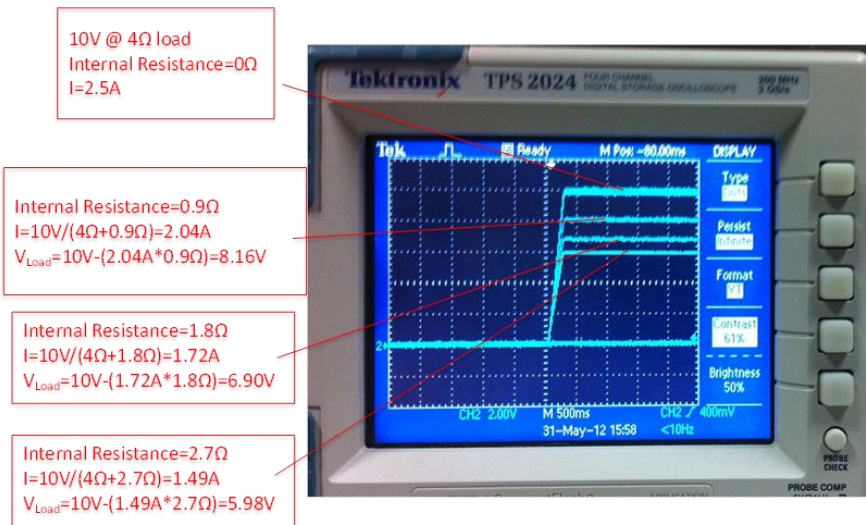 10V @ 4Ω load
Internal Resistance=0Ω
I=2.5A
Internal Resistance=0.9Ω
I=10V/(4Ω+0.9Ω)=2.04A
VLoad=10V-(2.04A*0.9Ω)=8.16V
Internal Resistance=1.8Ω
I=10V/(4Ω+1.8Ω)=1.72A
VLoad=10V-(1.72A*1.8Ω)=6.90V
Internal Resistance=2.7Ω
I=10V/(4Ω+2.7Ω)=1.49A
VLoad=10V-(1.49A*2.7Ω)=5.98V
Tektronix TPS 2024 FOUR CHANNEL DIGITAL STORAGE OSCILLOSCOPE 200 MHz 2 GS/s
Tek Ready M Pos: -80.00ms DISPLAY
Type
Dots
Persist
Infinite
Format
YT
Contrast
61%
Brightness
50%
2
CH2 2.00V M 500ms CH2 400mV
31-May-12 15:58 <10Hz
PROBE
CHECK
PROBE COMP